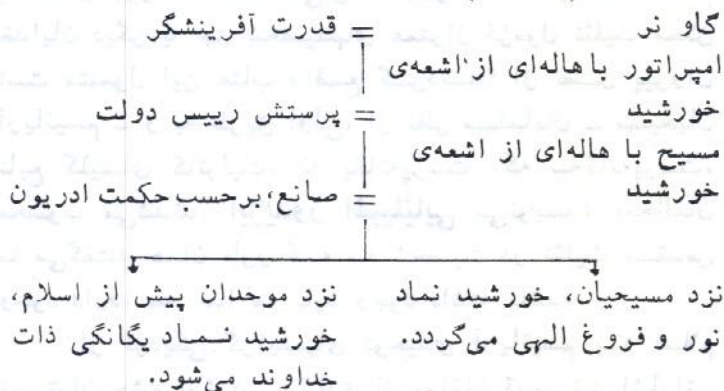 گاو نر = قدرت آفرینشگر
امپراتور با هاله‌ای از اشعه‌ی
خورشید = پرستش رییس دولت
مسیح با هاله‌ای از اشعه‌ی
خورشید = صانع، برحسب حکمت ادریون
نزد مسیحیان، خورشید نماد
نور و فروغ الهی می‌گردد.
نزد موحدان پیش از اسلام،
خورشید نماد یگانگی ذات
خداوند می‌شود.